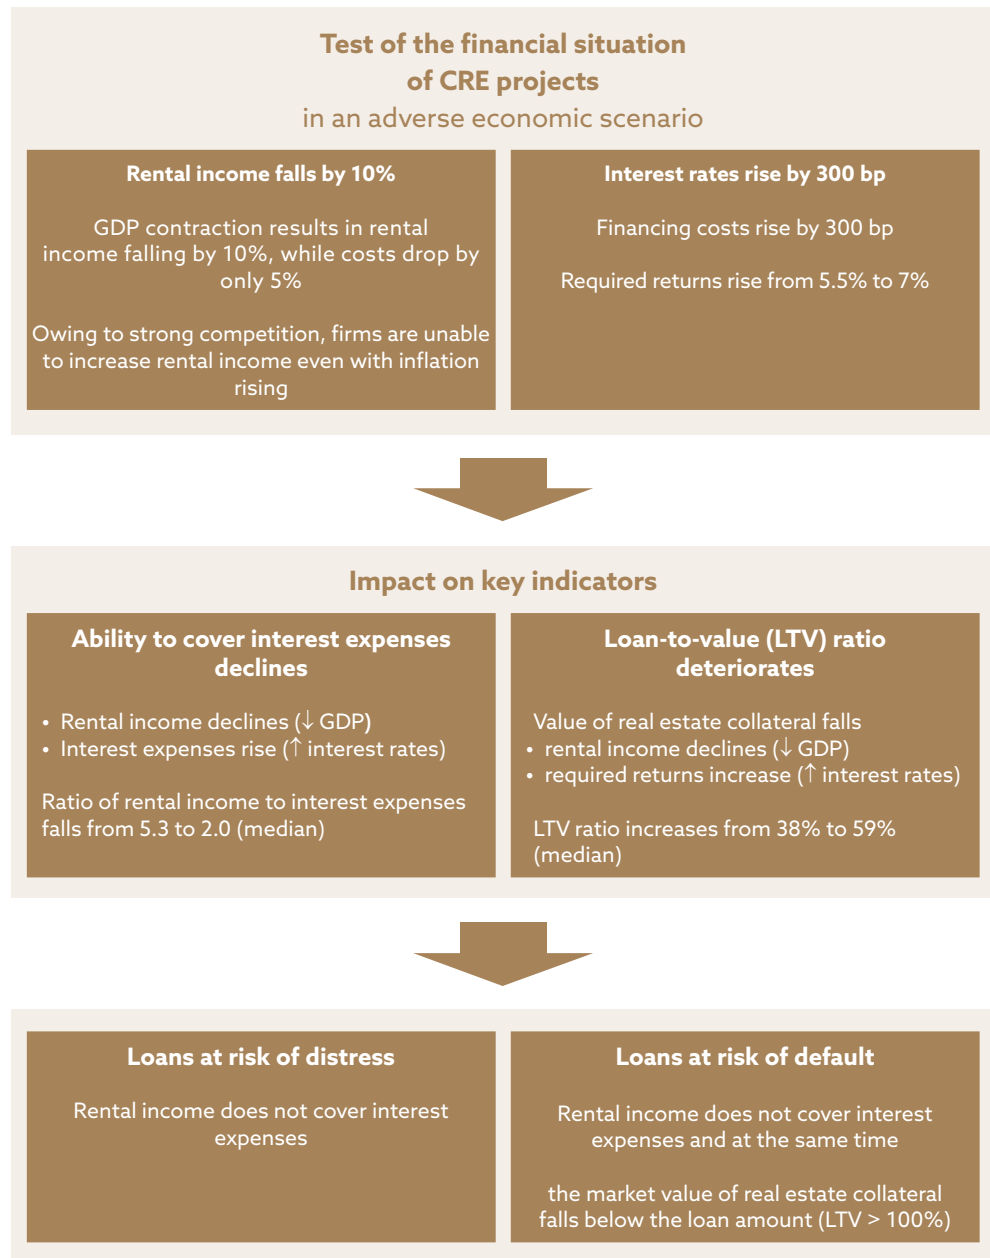 Test of the financial situation
of CRE projects
in an adverse economic scenario
Rental income falls by 10%
GDP contraction results in rental
income falling by 10%, while costs drop by
only 5%
Owing to strong competition, firms are unable
to increase rental income even with inflation
rising
Interest rates rise by 300 bp
Financing costs rise by 300 bp
Required returns rise from 5.5% to 7%
Impact on key indicators
Ability to cover interest expenses
declines
• Rental income declines (↓ GDP)
• Interest expenses rise (↑ interest rates)
Ratio of rental income to interest expenses
falls from 5.3 to 2.0 (median)
Loan-to-value (LTV) ratio
deteriorates
Value of real estate collateral falls
• rental income declines (↓ GDP)
• required returns increase (↑ interest rates)
LTV ratio increases from 38% to 59%
(median)
Loans at risk of distress
Rental income does not cover interest
expenses
Loans at risk of default
Rental income does not cover interest
expenses and at the same time
the market value of real estate collateral
falls below the loan amount (LTV > 100%)